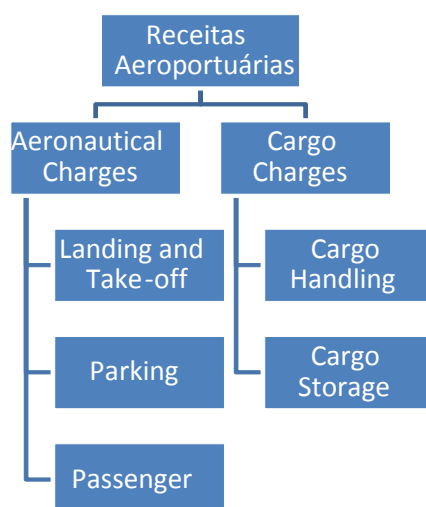 Receitas
Aeroportuárias
Aeronautical
Charges
Cargo
Charges
Landing and
Take-off
Cargo
Handling
Parking
Cargo
Storage
Passenger